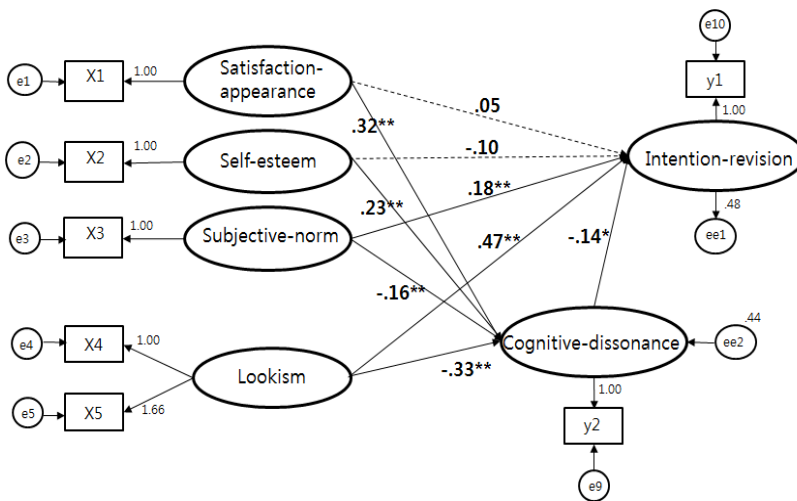 e10
y1
1.00
e1
X1
1.00
Satisfaction-
appearance
.05
.32**
e2
X2
1.00
Self-esteem
-.10
Intention-revision
.23**
.18**
.48
ee1
e3
X3
1.00
Subjective-norm
.47**
-.14*
-.16**
.44
ee2
e4
X4
1.00
Cognitive-dissonance
Lookism
-.33**
e5
X5
1.66
1.00
y2
e9